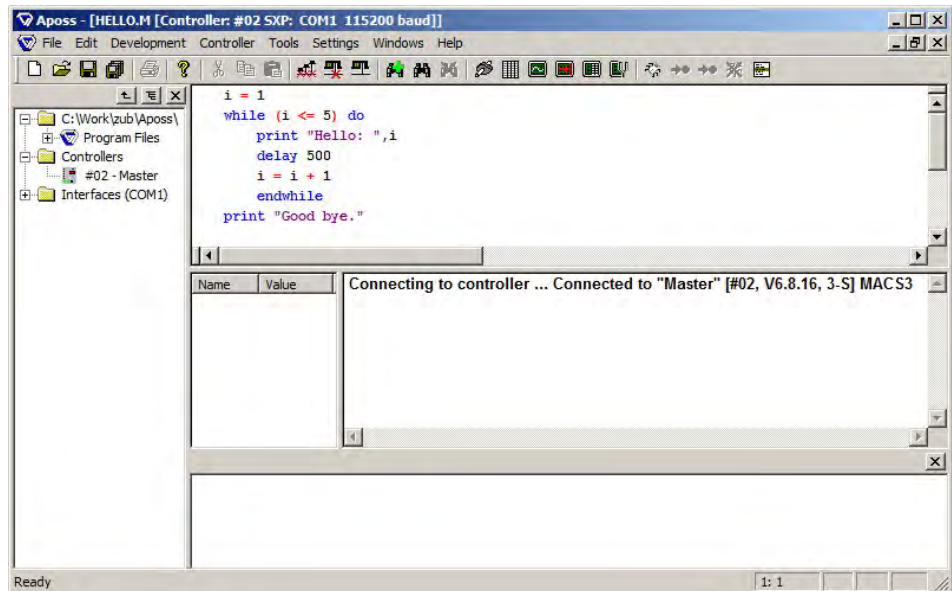 Aposs - [HELLO.M [Controller: #02 SXP: COM1 115200 baud]]
File Edit Development Controller Tools Settings Windows Help
C:\Work\zub\Aposs\
Program Files
Controllers
#02 - Master
Interfaces (COM1)
i = 1
while (i <= 5) do
print "Hello: ",i
delay 500
i = i + 1
endwhile
print "Good bye."
Name Value
Connecting to controller ... Connected to "Master" [#02, V6.8.16, 3-S] MACS3
Ready
1: 1